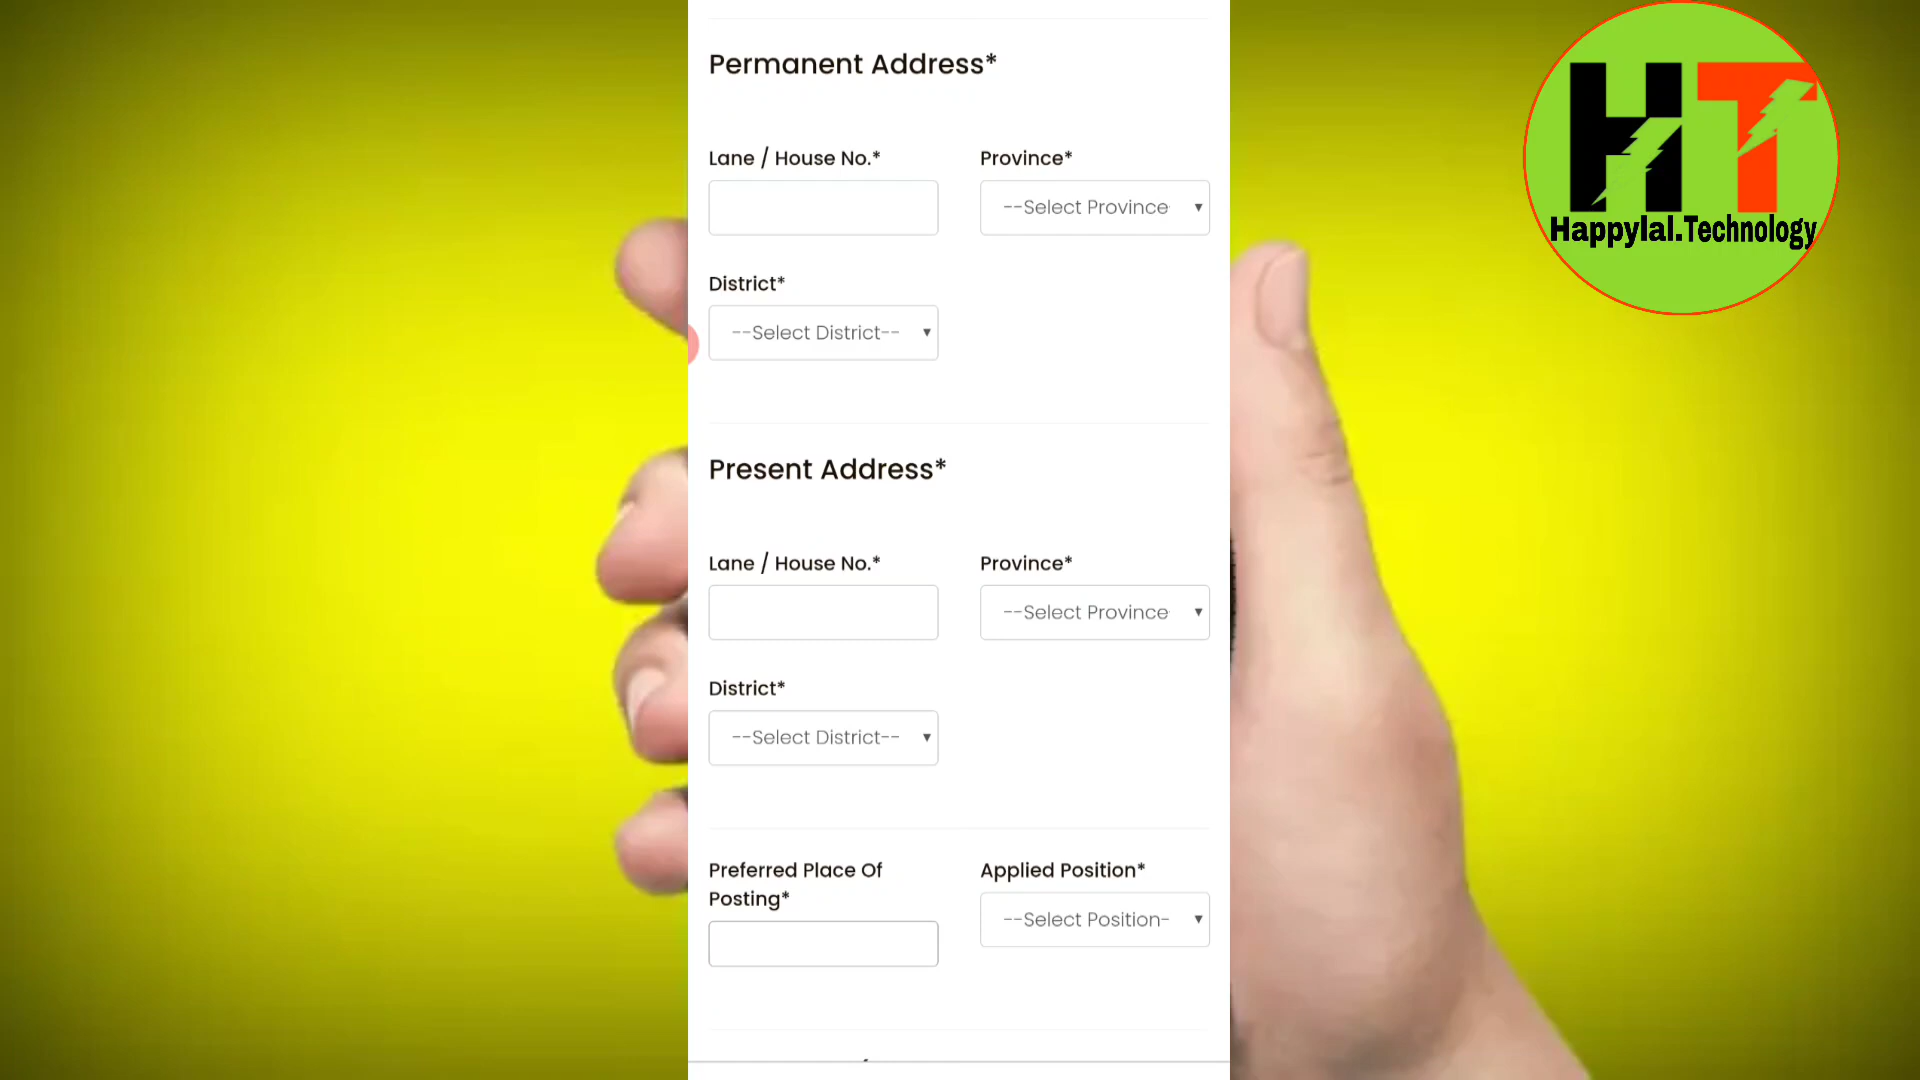 Permanent Address*
Lane / House No.*
Province*
--Select Province
District*
--Select District--
Present Address*
Lane / House No.*
Province*
--Select Province
District*
--Select District--
Preferred Place Of
Posting*
Applied Position*
--Select Position-
HT
Happylal.Technology